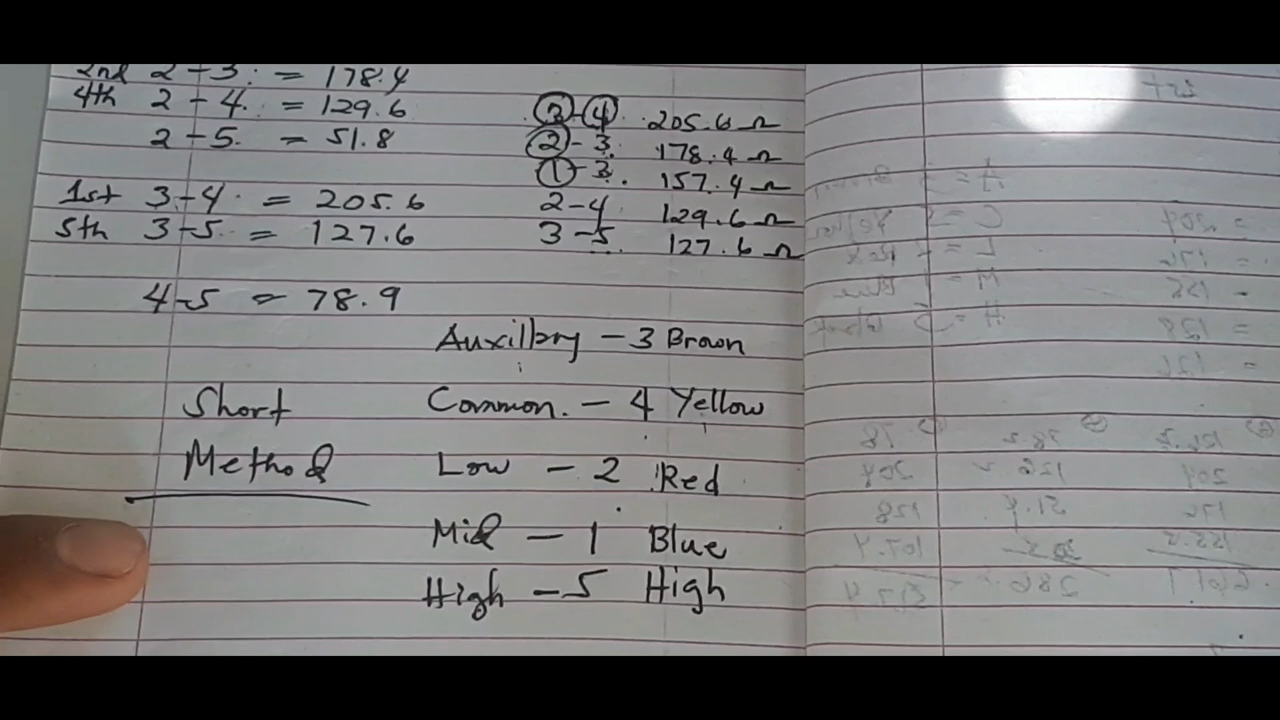 2nd 2-3. = 178.4
4th 2-4. = 129.6
2-5. = 51.8
1st 3-4. = 205.6
5th 3-5. = 127.6
4-5 = 78.9
3-4 205.6 Ω
2-3. 178.4 Ω
1-3. 157.4 Ω
2-4 129.6 Ω
3-5. 127.6 Ω
Auxillary - 3 Brown
Short
Method
Common. - 4 Yellow
Low - 2 Red
Mid - 1 Blue
High - 5 High